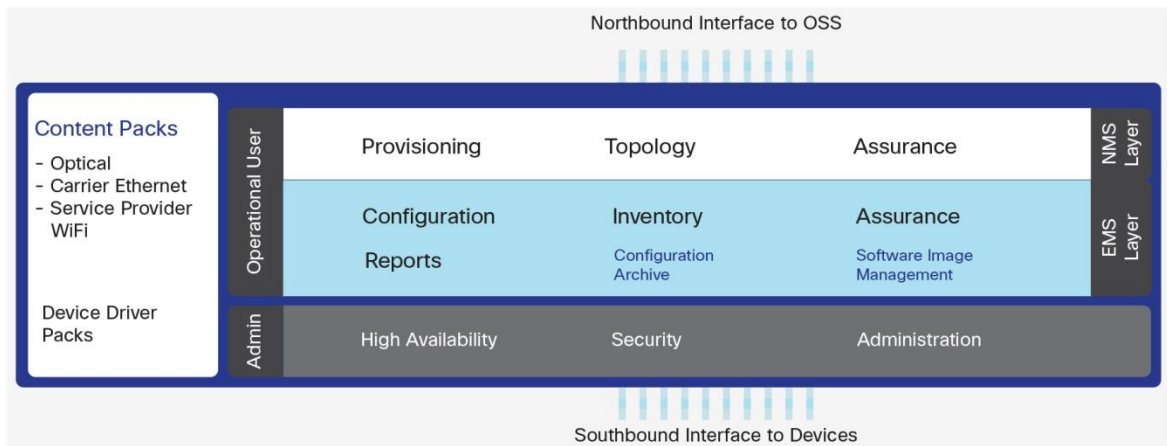 Northbound Interface to OSS
Content Packs
- Optical
- Carrier Ethernet
- Service Provider
WiFi
Device Driver
Packs
Operational User
Provisioning
Topology
Assurance
NMS
Layer
Configuration
Inventory
Assurance
Reports
Configuration
Archive
Software Image
Management
EMS
Layer
Admin
High Availability
Security
Administration
Southbound Interface to Devices